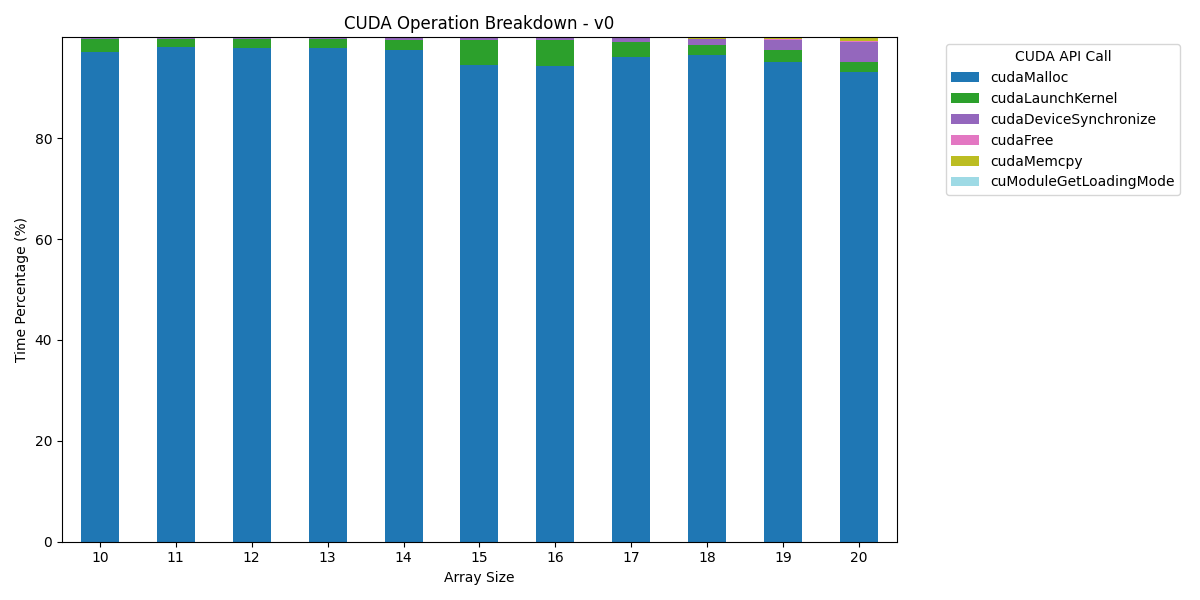 CUDA Operation Breakdown - v0
Time Percentage (%)
80
60
40
20
0
10 11 12 13 14 15 16 17 18 19 20
Array Size
CUDA API Call
cudaMalloc
cudaLaunchKernel
cudaDeviceSynchronize
cudaFree
cudaMemcpy
cuModuleGetLoadingMode